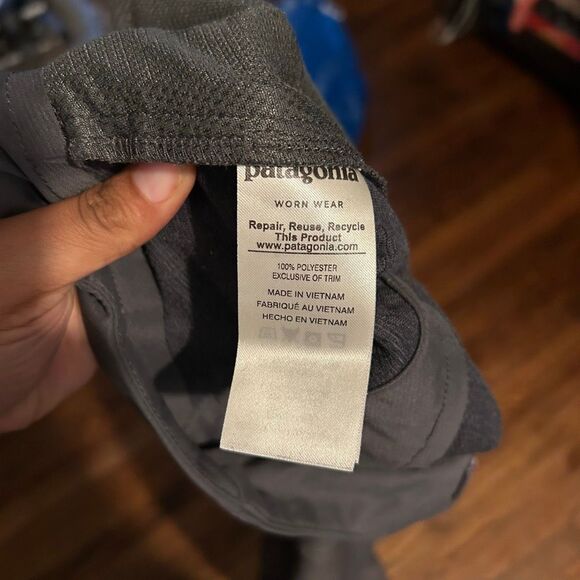 patagonia
WORN WEAR
Repair, Reuse, Recycle
This Product
www.patagonia.com
100% POLYESTER
EXCLUSIVE OF TRIM
MADE IN VIETNAM
FABRIQUÉ AU VIETNAM
HECHO EN VIETNAM